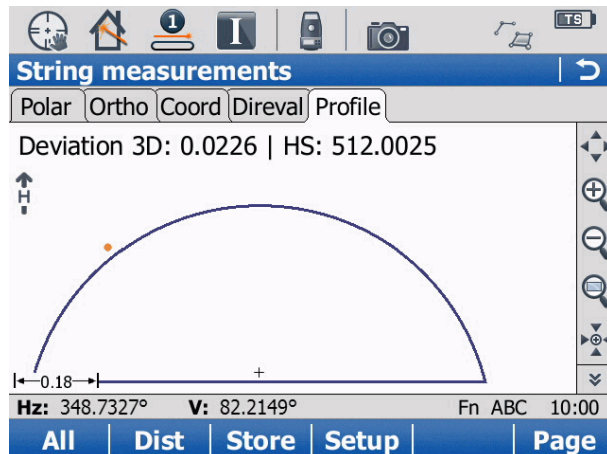 1 I TS
String measurements
Polar Ortho Coord Direval Profile
Deviation 3D: 0.0226 | HS: 512.0025
H
0.18
Hz: 348.7327° V: 82.2149° Fn ABC 10:00
All Dist Store Setup Page